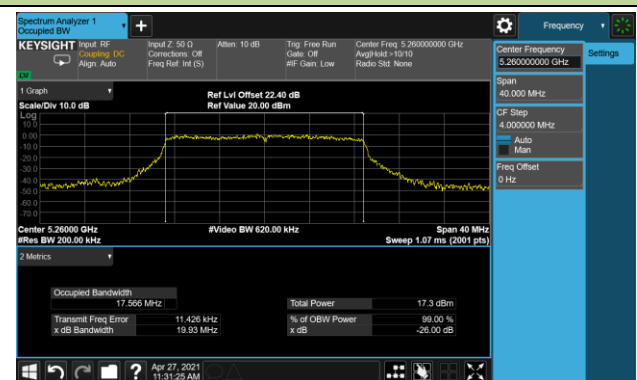 Spectrum Analyzer 1
Occupied BW
Frequency
KEYSIGHT
Input: RF
Coupling: DC
Align: Auto
Input Z: 50 Ω
Corrections: Off
Freq Ref: Int (S)
Atten: 10 dB
Trig: Free Run
Gate: Off
#IF Gain: Low
Center Freq: 5.260000000 GHz
Avg|Hold:>10/10
Radio Std: None
Center Frequency
5.260000000 GHz
Settings
Span
40.000 MHz
CF Step
4.000000 MHz
Auto
Man
Freq Offset
0 Hz
1 Graph
Scale/Div 10.0 dB
Ref Lvl Offset 22.40 dB
Ref Value 20.00 dBm
Log
10.0
0.00
-10.0
-20.0
-30.0
-40.0
-50.0
-60.0
-70.0
Center 5.26000 GHz
#Video BW 620.00 kHz
Span 40 MHz
#Res BW 200.00 kHz
Sweep 1.07 ms (2001 pts)
2 Metrics
Occupied Bandwidth
17.566 MHz
Total Power
17.3 dBm
Transmit Freq Error
11.426 kHz
% of OBW Power
99.00 %
x dB Bandwidth
19.93 MHz
x dB
-26.00 dB
Apr 27, 2021
11:31:25 AM